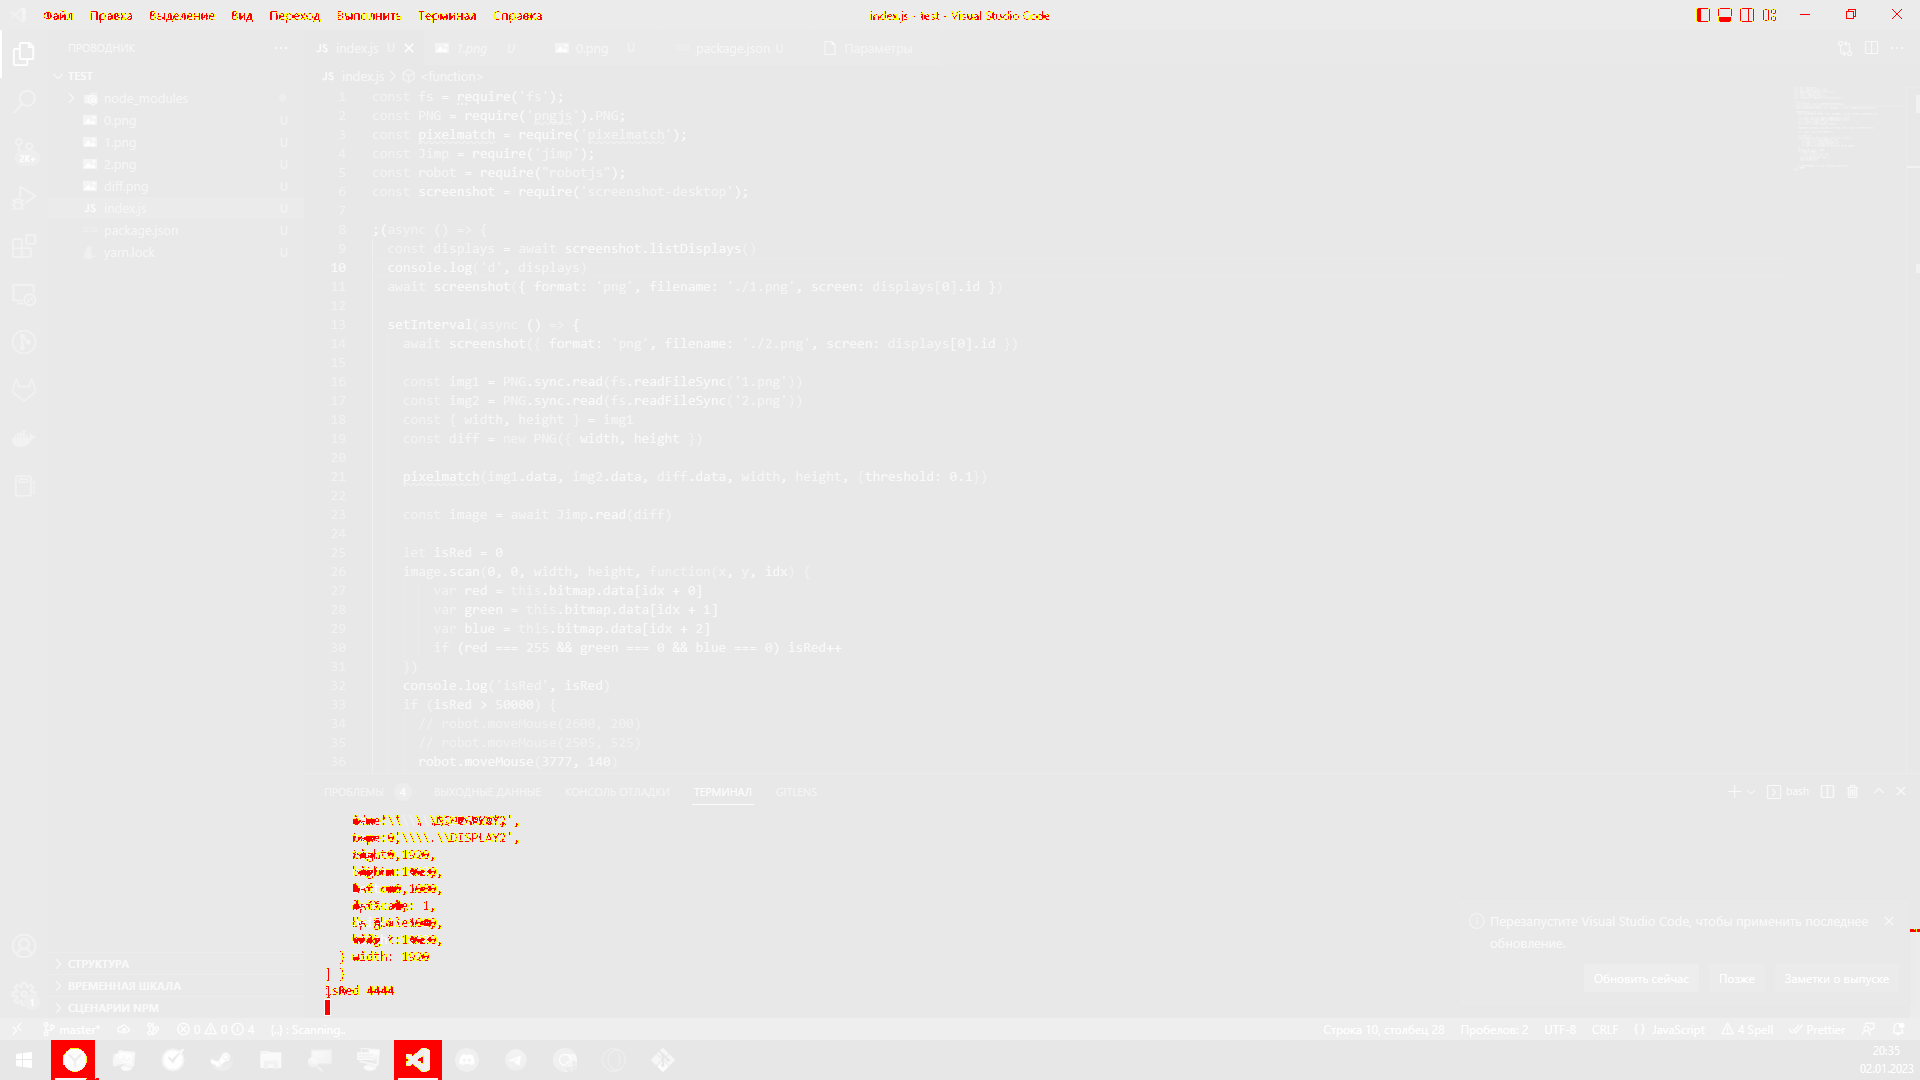 Файл Правка Выделение Вид Переход Выполнить Терминал Справка
index.js - test - Visual Studio Code
ПРОВОДНИК
TEST
node_modules
0.png U
1.png U
2.png U
diff.png U
JS index.js U
package.json U
yarn.lock U
СТРУКТУРА
ВРЕМЕННАЯ ШКАЛА
СЦЕНАРИИ NPM
JS index.js U 1.png U 0.png U package.json U Параметры
JS index.js > <function>
1 const fs = require('fs');
2 const PNG = require('pngjs').PNG;
3 const pixelmatch = require('pixelmatch');
4 const Jimp = require('jimp');
5 const robot = require("robotjs");
6 const screenshot = require('screenshot-desktop');
7
8 ;(async () => {
9 const displays = await screenshot.listDisplays()
10 console.log('d', displays)
11 await screenshot({ format: 'png', filename: './1.png', screen: displays[0].id })
12
13 setInterval(async () => {
14 await screenshot({ format: 'png', filename: './2.png', screen: displays[0].id })
15
16 const img1 = PNG.sync.read(fs.readFileSync('1.png'))
17 const img2 = PNG.sync.read(fs.readFileSync('2.png'))
18 const { width, height } = img1
19 const diff = new PNG({ width, height })
20
21 pixelmatch(img1.data, img2.data, diff.data, width, height, {threshold: 0.1})
22
23 const image = await Jimp.read(diff)
24
25 let isRed = 0
26 image.scan(0, 0, width, height, function(x, y, idx) {
27 var red = this.bitmap.data[idx + 0]
28 var green = this.bitmap.data[idx + 1]
29 var blue = this.bitmap.data[idx + 2]
30 if (red === 255 && green === 0 && blue === 0) isRed++
31 })
32 console.log('isRed', isRed)
33 if (isRed > 50000) {
34 // robot.moveMouse(2600, 200)
35 // robot.moveMouse(2505, 525)
36 robot.moveMouse(3777, 140)
ПРОБЛЕМЫ 4 ВЫХОДНЫЕ ДАННЫЕ КОНСОЛЬ ОТЛАДКИ ТЕРМИНАЛ GITLENS
bash
width: 1920
] }
isRed 4444
Перезапустите Visual Studio Code, чтобы применить последнее
обновление.
Обновить сейчас Позже Заметки о выпуске
master* 0 0 4 {..} : Scanning..
Строка 10, столбец 28 Пробелов: 2 UTF-8 CRLF {} JavaScript 4 Spell Prettier
20:35
02.01.2023